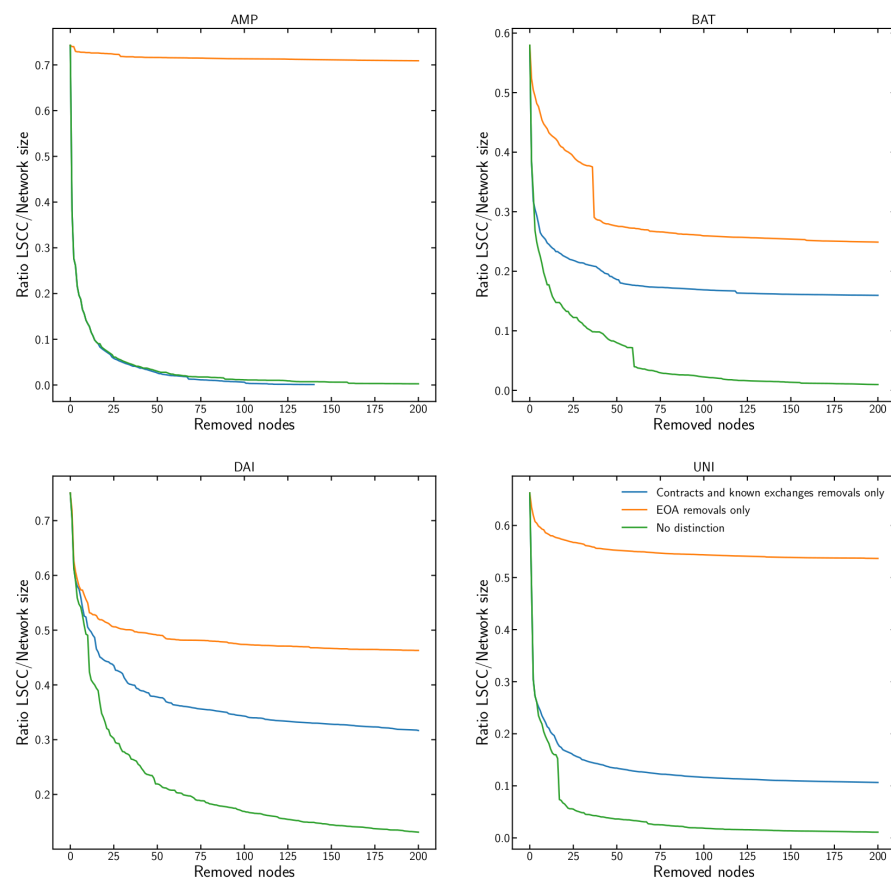 AMP
Ratio LSCC/Network size
0.7
0.6
0.5
0.4
0.3
0.2
0.1
0.0
0 25 50 75 100 125 150 175 200
Removed nodes
BAT
Ratio LSCC/Network size
0.6
0.5
0.4
0.3
0.2
0.1
0.0
0 25 50 75 100 125 150 175 200
Removed nodes
DAI
Ratio LSCC/Network size
0.7
0.6
0.5
0.4
0.3
0.2
0 25 50 75 100 125 150 175 200
Removed nodes
UNI
Contracts and known exchanges removals only
EOA removals only
No distinction
Ratio LSCC/Network size
0.6
0.5
0.4
0.3
0.2
0.1
0.0
0 25 50 75 100 125 150 175 200
Removed nodes